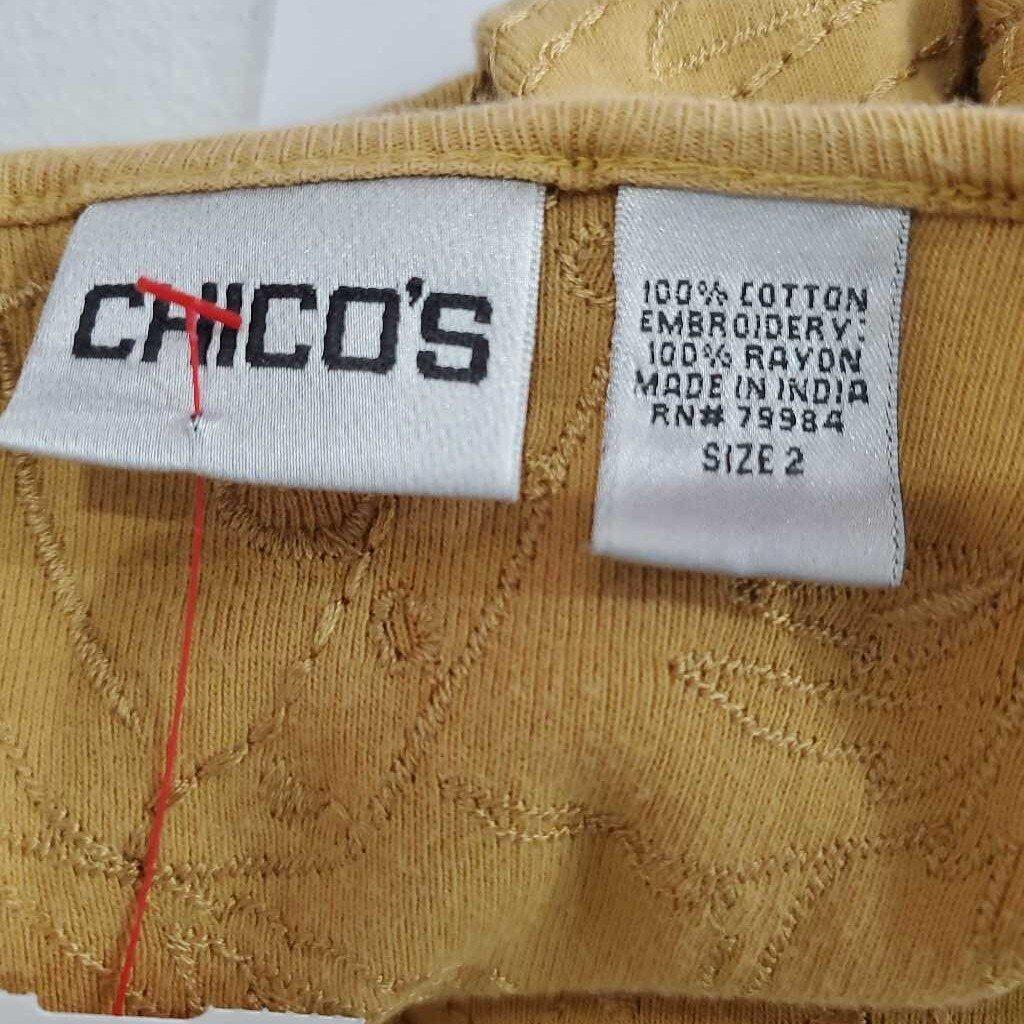 CHICO'S
100% COTTON
EMBROIDERY:
100% RAYON
MADE IN INDIA
RN# 79984
SIZE 2